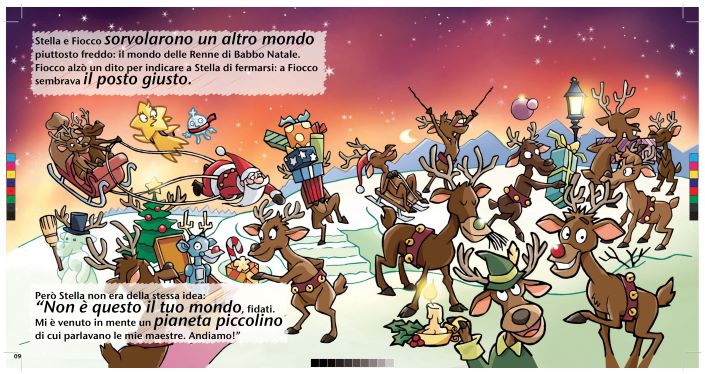 Stella e Fiocco sorvolarono un altro mondo
piuttosto freddo: il mondo delle Renne di Babbo Natale.
Fiocco alzò un dito per indicare a Stella di fermarsi: a Fiocco
sembrava il posto giusto.
Però Stella non era della stessa idea:
“Non è questo il tuo mondo, fidati.
Mi è venuto in mente un pianeta piccolino
di cui parlavano le mie maestre. Andiamo!”
09